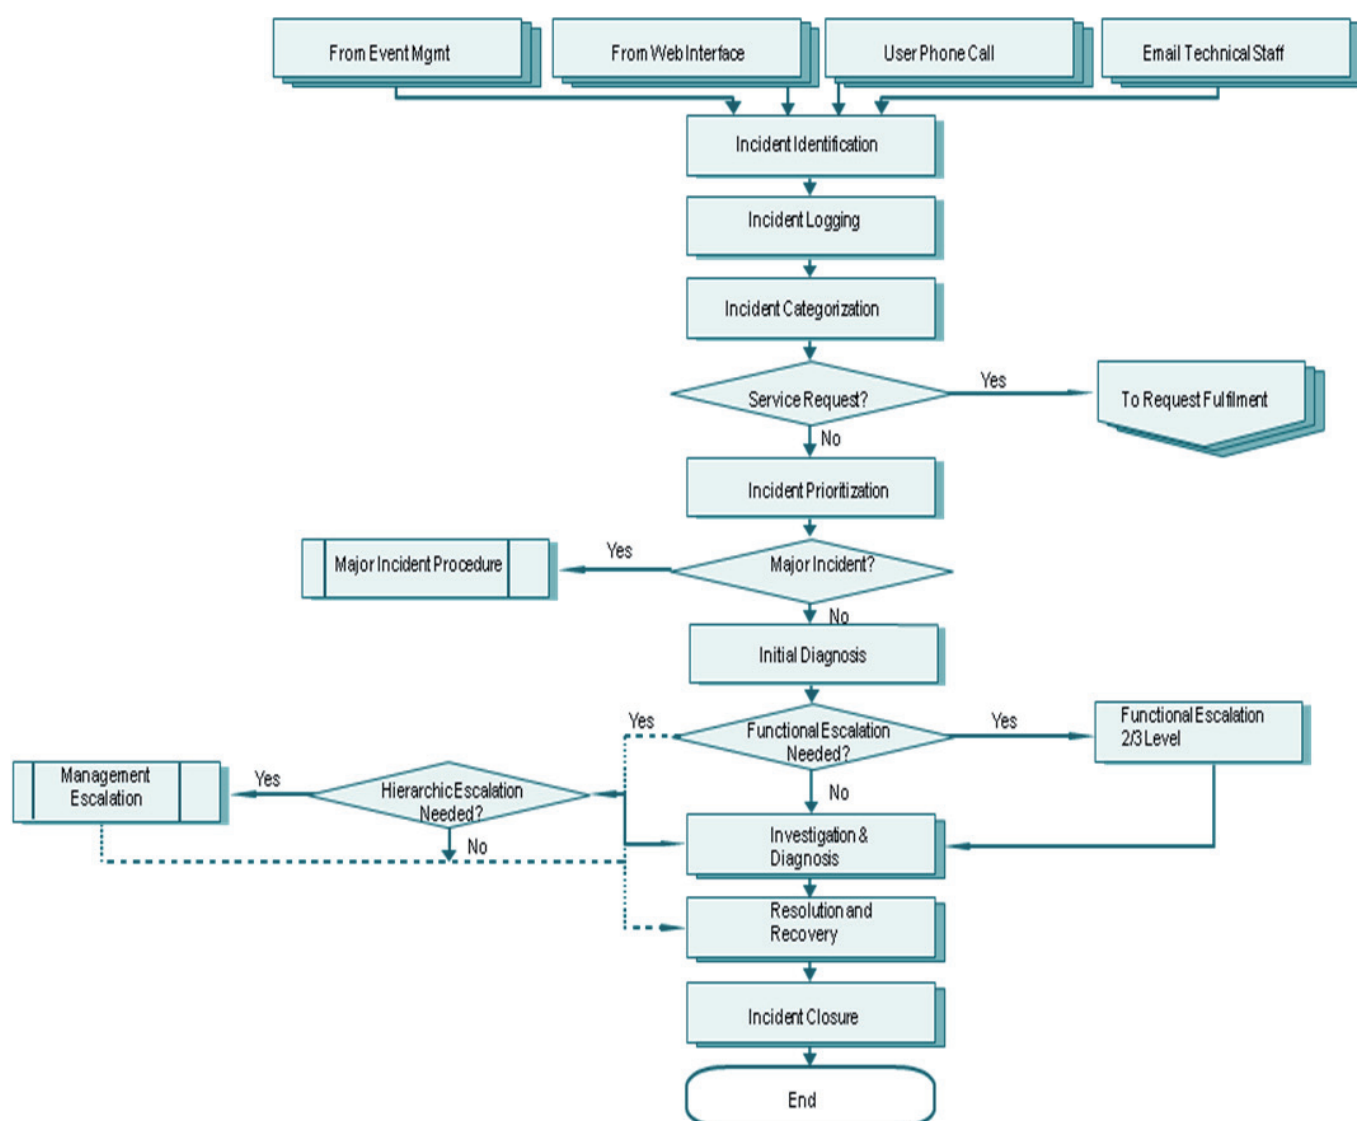 From Event Mgmt
From Web Interface
User Phone Call
Email Technical Staff
Incident Identification
Incident Logging
Incident Categorization
Service Request?
Yes
To Request Fulfilment
No
Incident Prioritization
Major Incident Procedure
Yes
Major Incident?
No
Initial Diagnosis
Yes
Functional Escalation
Needed?
Yes
Functional Escalation
2/3 Level
Management
Escalation
Yes
Hierarchic Escalation
Needed?
No
No
Investigation &
Diagnosis
Resolution and
Recovery
Incident Closure
End